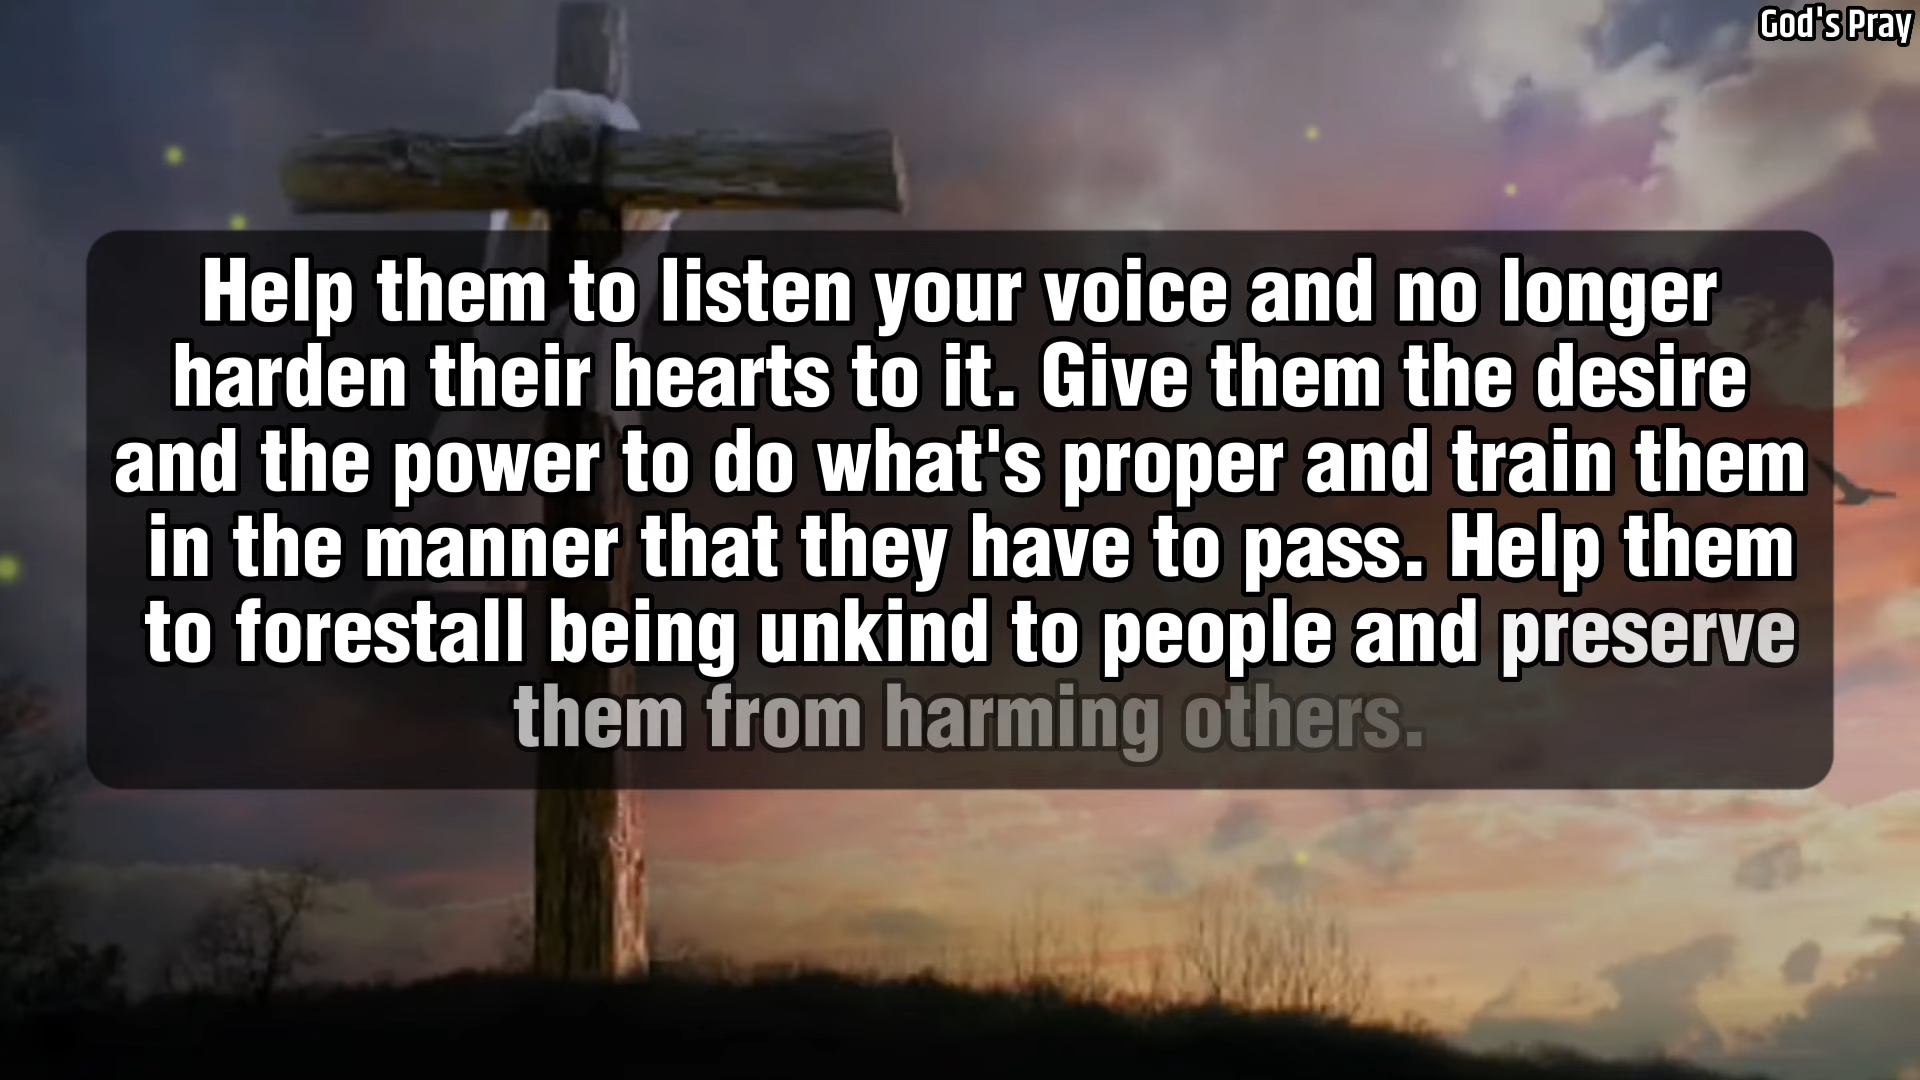 God's Pray
Help them to listen your voice and no longer
harden their hearts to it. Give them the desire
and the power to do what's proper and train them
in the manner that they have to pass. Help them
to forestall being unkind to people and preserve
them from harming others.